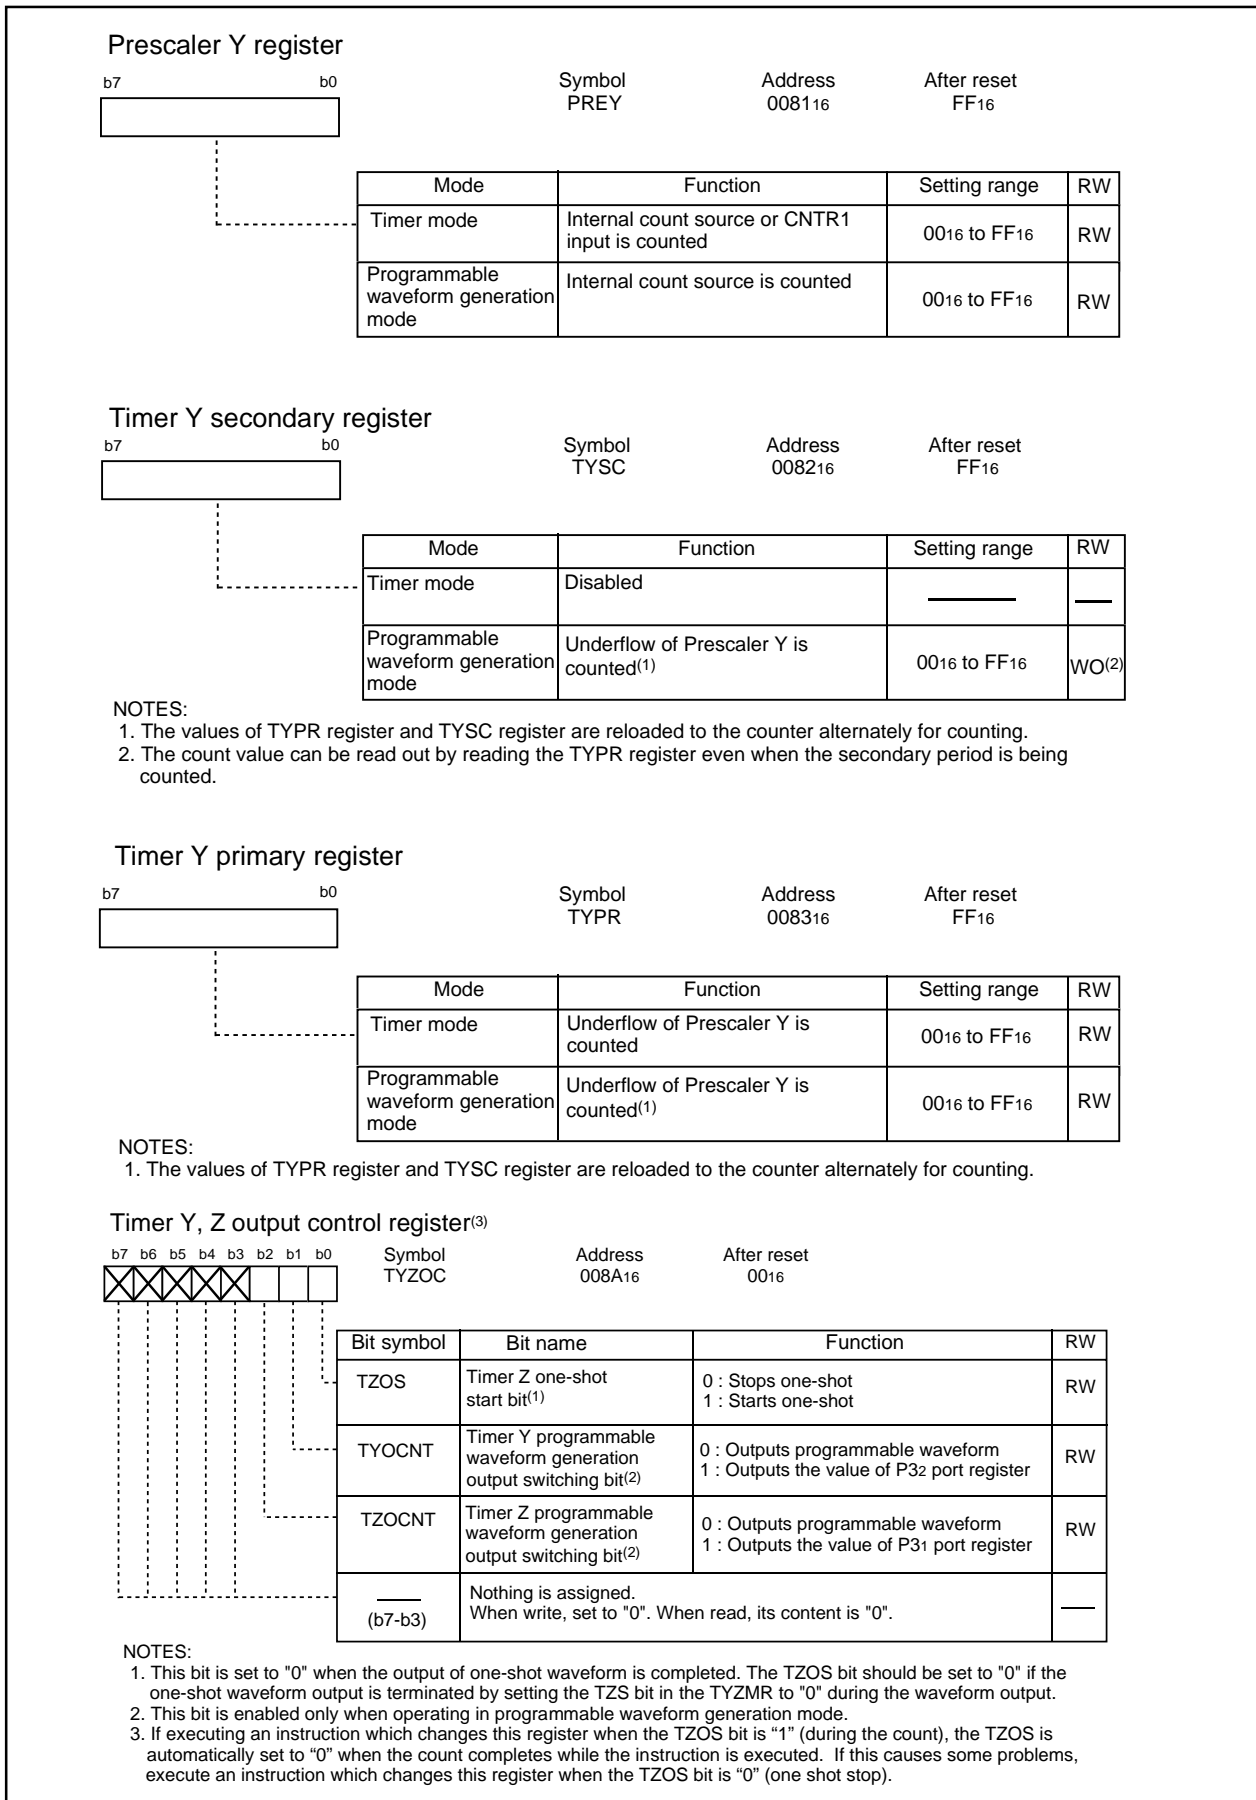 Prescaler Y register
b7 b0 Symbol Address After reset
PREY 008116 FF16
Mode Function Setting range RW
Timer mode Internal count source or CNTR1 input is counted 0016 to FF16 RW
Programmable waveform generation mode Internal count source is counted 0016 to FF16 RW
Timer Y secondary register
b7 b0 Symbol Address After reset
TYSC 008216 FF16
Mode Function Setting range RW
Timer mode Disabled
Programmable waveform generation mode Underflow of Prescaler Y is counted(1) 0016 to FF16 WO(2)
NOTES:
1. The values of TYPR register and TYSC register are reloaded to the counter alternately for counting.
2. The count value can be read out by reading the TYPR register even when the secondary period is being
counted.
Timer Y primary register
b7 b0 Symbol Address After reset
TYPR 008316 FF16
Mode Function Setting range RW
Timer mode Underflow of Prescaler Y is counted 0016 to FF16 RW
Programmable waveform generation mode Underflow of Prescaler Y is counted(1) 0016 to FF16 RW
NOTES:
1. The values of TYPR register and TYSC register are reloaded to the counter alternately for counting.
Timer Y, Z output control register(3)
b7 b6 b5 b4 b3 b2 b1 b0 Symbol Address After reset
TYZOC 008A16 0016
Bit symbol Bit name Function RW
TZOS Timer Z one-shot start bit(1) 0 : Stops one-shot 1 : Starts one-shot RW
TYOCNT Timer Y programmable waveform generation output switching bit(2) 0 : Outputs programmable waveform 1 : Outputs the value of P32 port register RW
TZOCNT Timer Z programmable waveform generation output switching bit(2) 0 : Outputs programmable waveform 1 : Outputs the value of P31 port register RW
(b7-b3) Nothing is assigned. When write, set to "0". When read, its content is "0".
NOTES:
1. This bit is set to "0" when the output of one-shot waveform is completed. The TZOS bit should be set to "0" if the
one-shot waveform output is terminated by setting the TZS bit in the TYZMR to "0" during the waveform output.
2. This bit is enabled only when operating in programmable waveform generation mode.
3. If executing an instruction which changes this register when the TZOS bit is “1” (during the count), the TZOS is
automatically set to “0” when the count completes while the instruction is executed. If this causes some problems,
execute an instruction which changes this register when the TZOS bit is “0” (one shot stop).